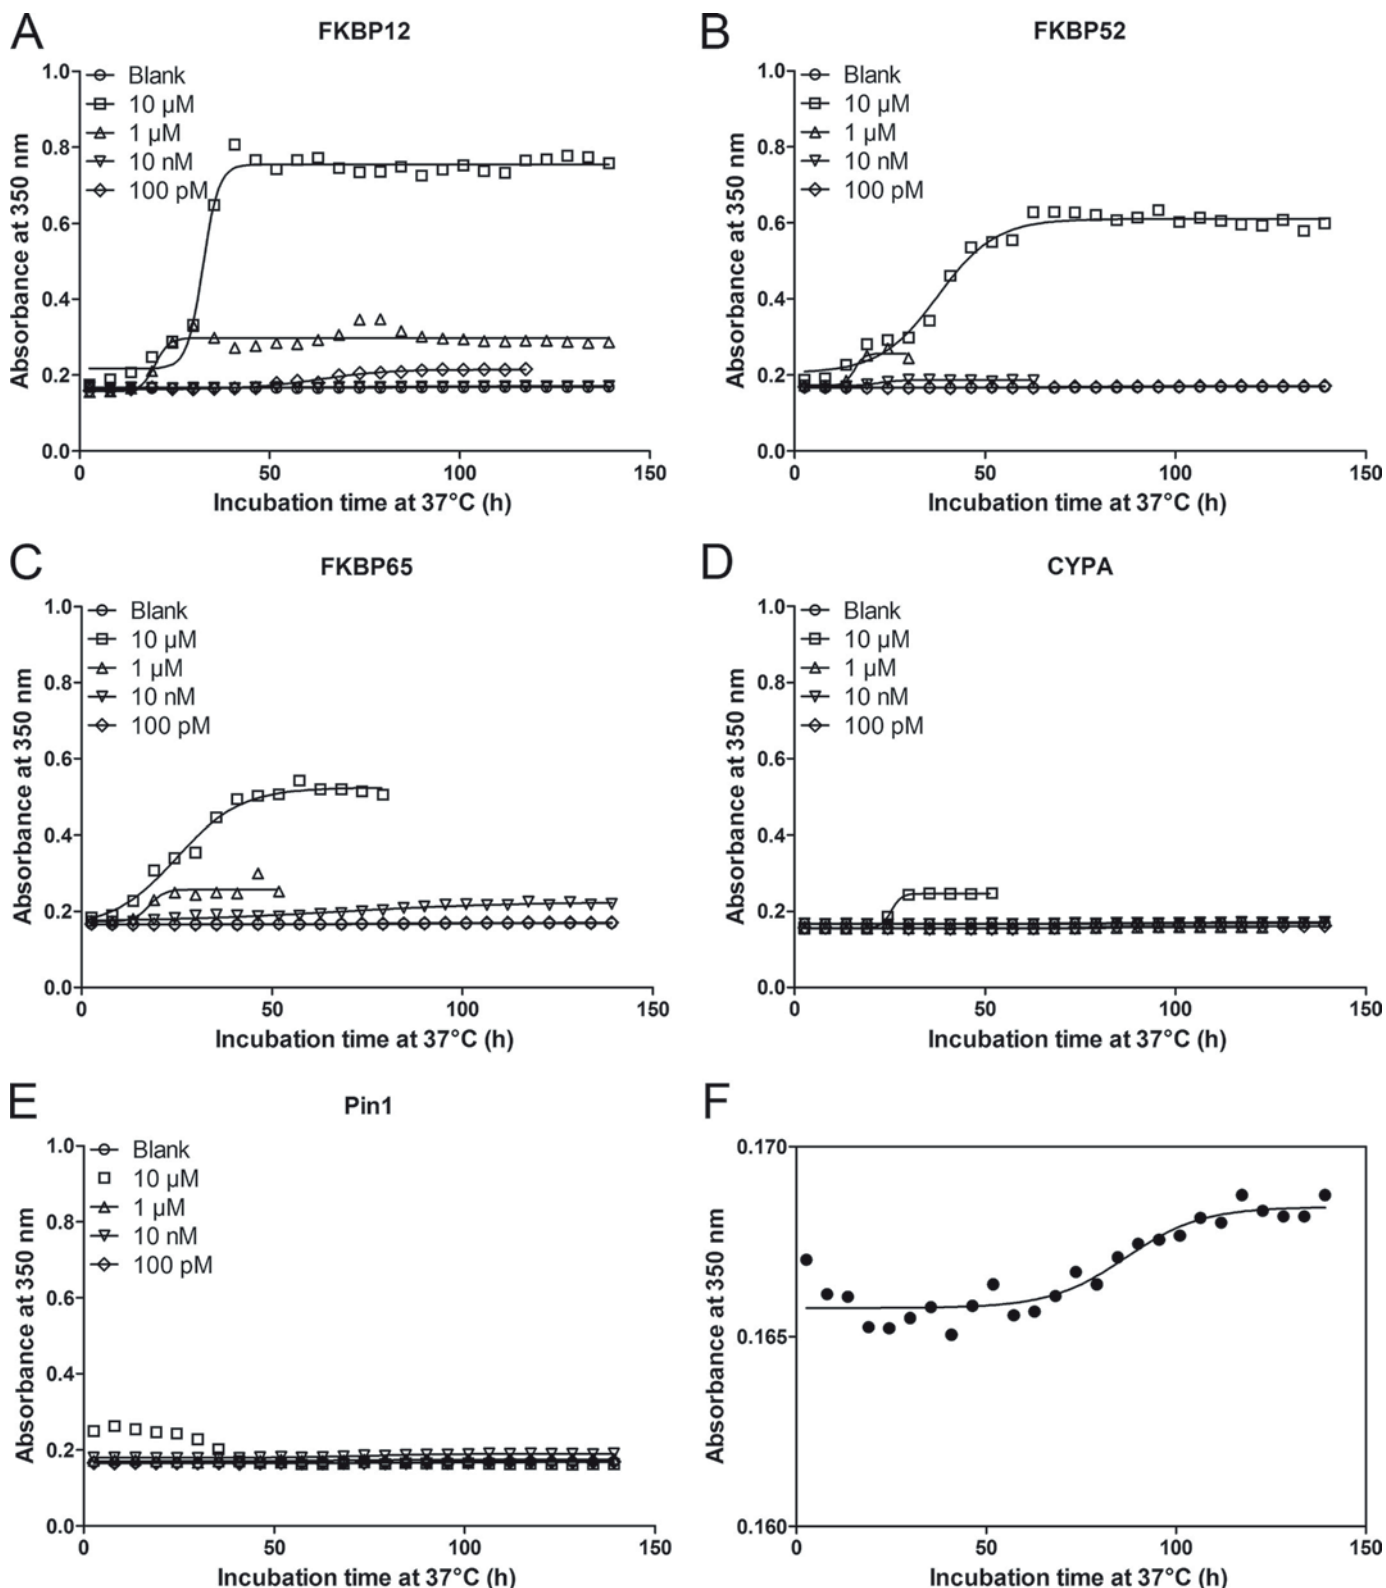 A
FKBP12
Blank
10 µM
1 µM
10 nM
100 pM
1.0
0.8
0.6
0.4
0.2
0.0
0
50
100
150
Absorbance at 350 nm
Incubation time at 37°C (h)
B
FKBP52
Blank
10 µM
1 µM
10 nM
100 pM
1.0
0.8
0.6
0.4
0.2
0.0
0
50
100
150
Absorbance at 350 nm
Incubation time at 37°C (h)
C
FKBP65
Blank
10 µM
1 µM
10 nM
100 pM
1.0
0.8
0.6
0.4
0.2
0.0
0
50
100
150
Absorbance at 350 nm
Incubation time at 37°C (h)
D
CYPA
Blank
10 µM
1 µM
10 nM
100 pM
1.0
0.8
0.6
0.4
0.2
0.0
0
50
100
150
Absorbance at 350 nm
Incubation time at 37°C (h)
E
Pin1
Blank
10 µM
1 µM
10 nM
100 pM
1.0
0.8
0.6
0.4
0.2
0.0
0
50
100
150
Absorbance at 350 nm
Incubation time at 37°C (h)
F
0.170
0.165
0.160
0
50
100
150
Absorbance at 350 nm
Incubation time at 37°C (h)